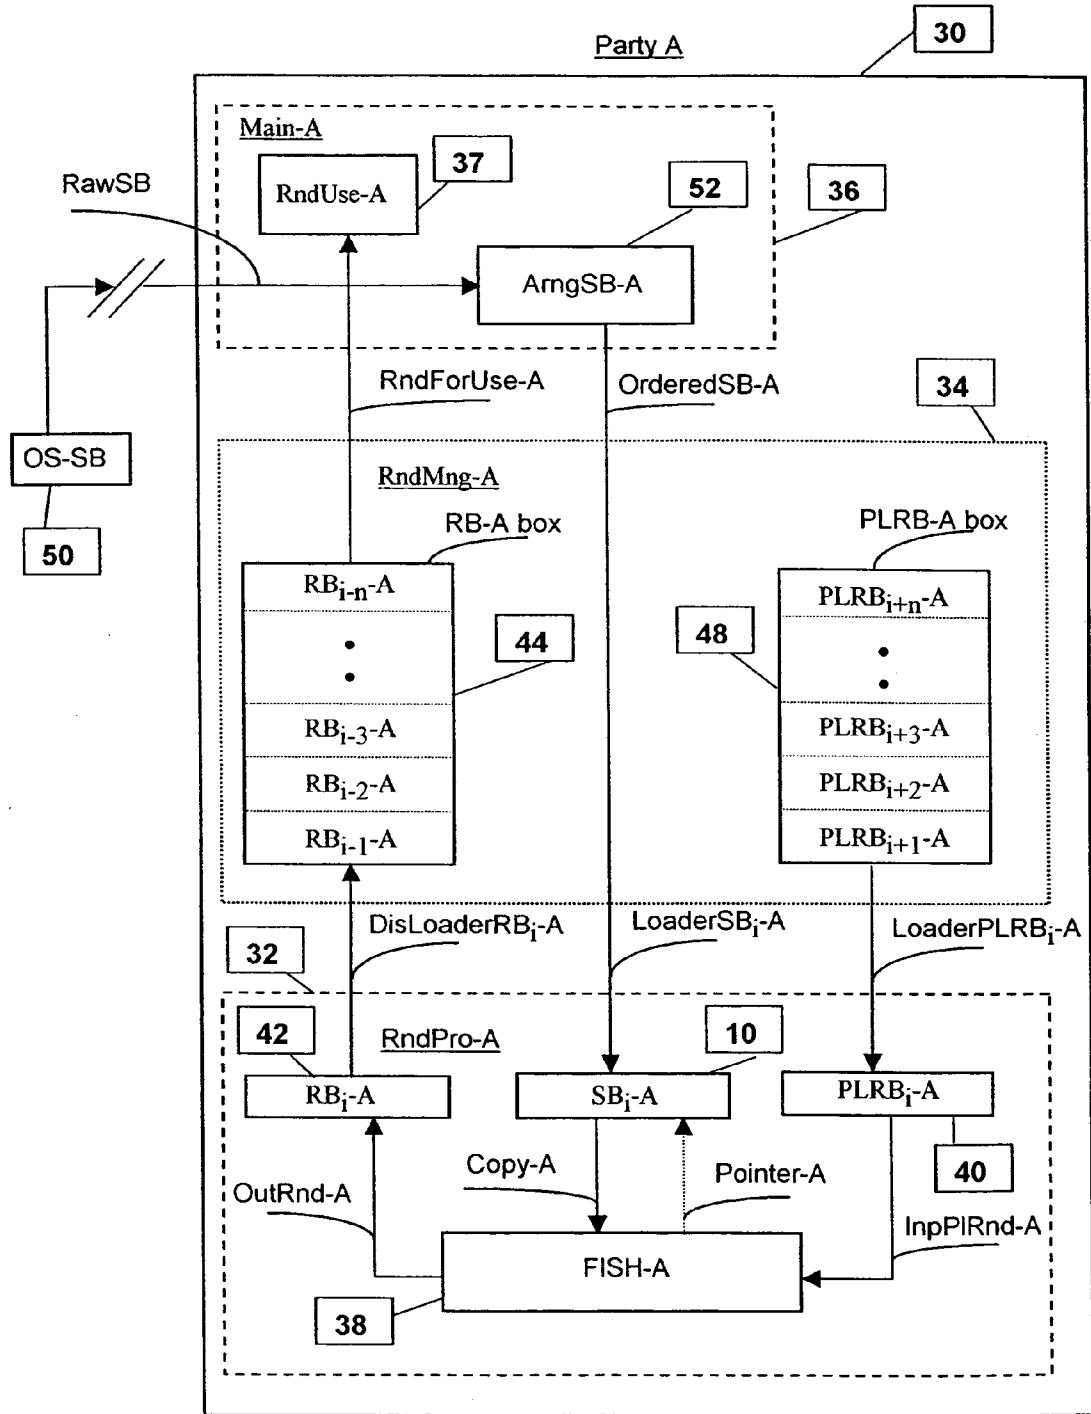 Party A
30
Main-A
37
RawSB
RndUse-A
52
36
ArngSB-A
RndForUse-A
OrderedSB-A
34
OS-SB
RndMng-A
50
RB-A box
PLRB-A box
RBi-n-A
PLRBi+n-A
44
48
RBi-3-A
PLRBi+3-A
RBi-2-A
PLRBi+2-A
RBi-1-A
PLRBi+1-A
DisLoaderRBi-A
LoaderSBi-A
LoaderPLRBi-A
32
42
RndPro-A
10
RBi-A
SBi-A
PLRBi-A
Copy-A
Pointer-A
40
OutRnd-A
InpPlRnd-A
FISH-A
38